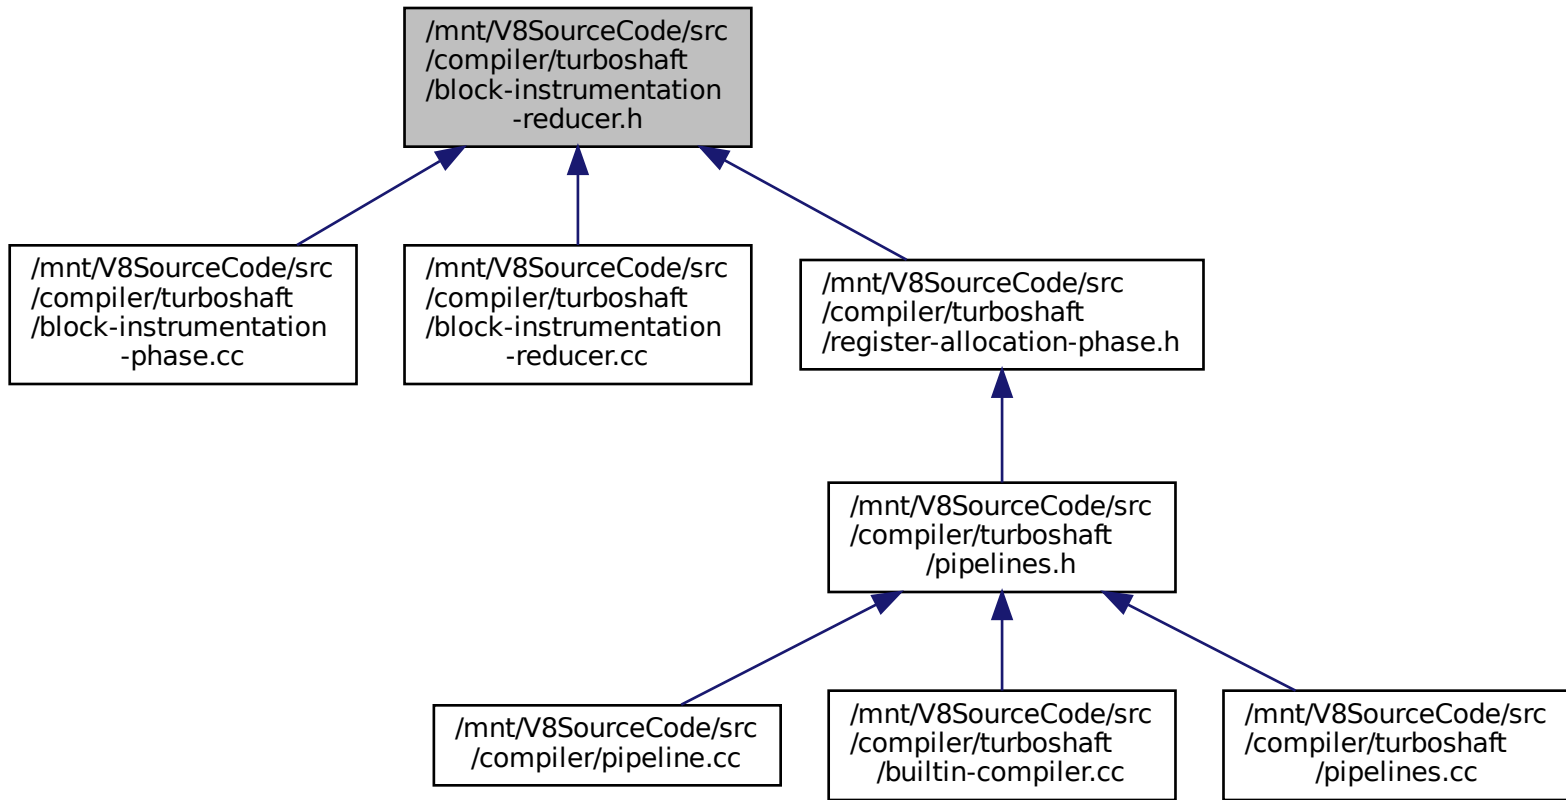 /mnt/V8SourceCode/src
/compiler/turboshaft
/block-instrumentation
-reducer.h
/mnt/V8SourceCode/src
/compiler/turboshaft
/block-instrumentation
-phase.cc
/mnt/V8SourceCode/src
/compiler/turboshaft
/block-instrumentation
-reducer.cc
/mnt/V8SourceCode/src
/compiler/turboshaft
/register-allocation-phase.h
/mnt/V8SourceCode/src
/compiler/turboshaft
/pipelines.h
/mnt/V8SourceCode/src
/compiler/pipeline.cc
/mnt/V8SourceCode/src
/compiler/turboshaft
/builtin-compiler.cc
/mnt/V8SourceCode/src
/compiler/turboshaft
/pipelines.cc